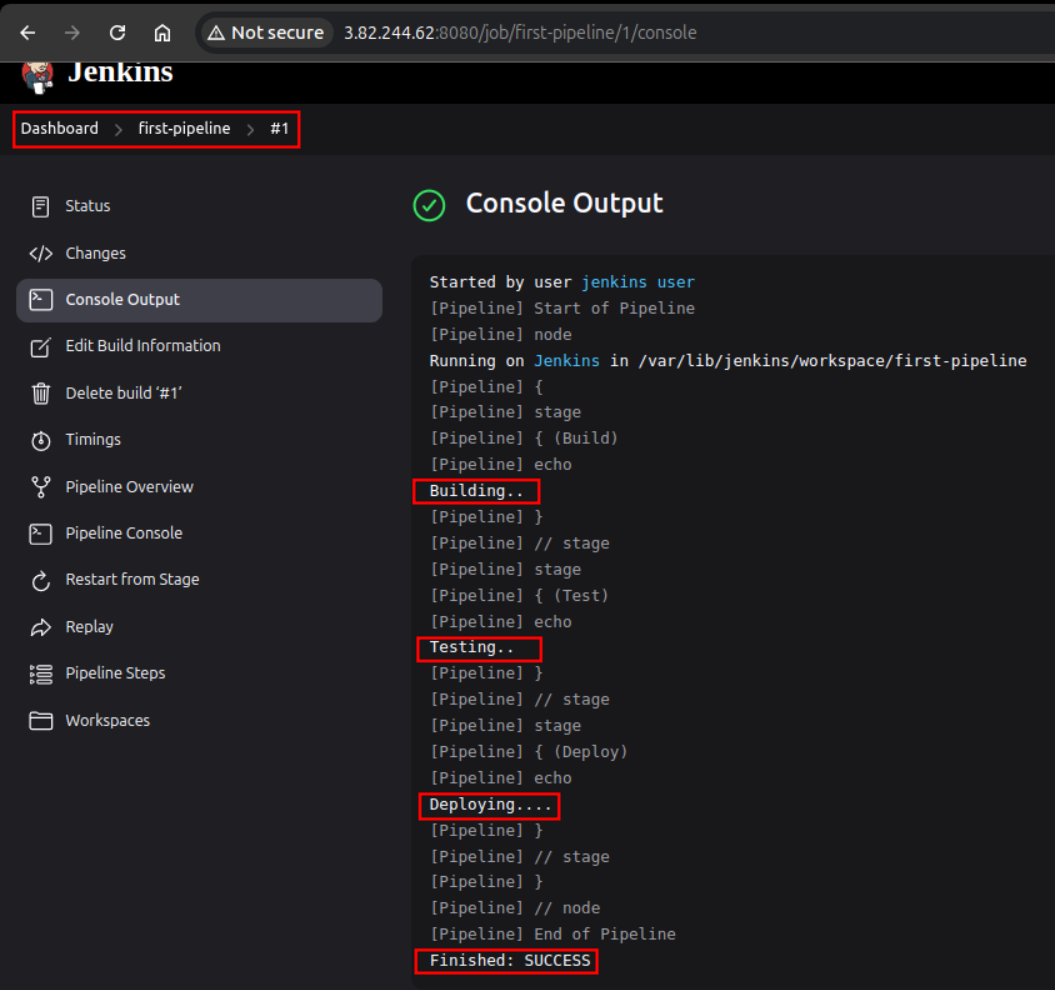 Not secure 3.82.244.62:8080/job/first-pipeline/1/console
Jenkins
Dashboard > first-pipeline > #1
Status
Changes
Console Output
Edit Build Information
Delete build ‘#1’
Timings
Pipeline Overview
Pipeline Console
Restart from Stage
Replay
Pipeline Steps
Workspaces
Console Output
Started by user jenkins user
[Pipeline] Start of Pipeline
[Pipeline] node
Running on Jenkins in /var/lib/jenkins/workspace/first-pipeline
[Pipeline] {
[Pipeline] stage
[Pipeline] { (Build)
[Pipeline] echo
Building..
[Pipeline] }
[Pipeline] // stage
[Pipeline] stage
[Pipeline] { (Test)
[Pipeline] echo
Testing..
[Pipeline] }
[Pipeline] // stage
[Pipeline] stage
[Pipeline] { (Deploy)
[Pipeline] echo
Deploying....
[Pipeline] }
[Pipeline] // stage
[Pipeline] }
[Pipeline] // node
[Pipeline] End of Pipeline
Finished: SUCCESS